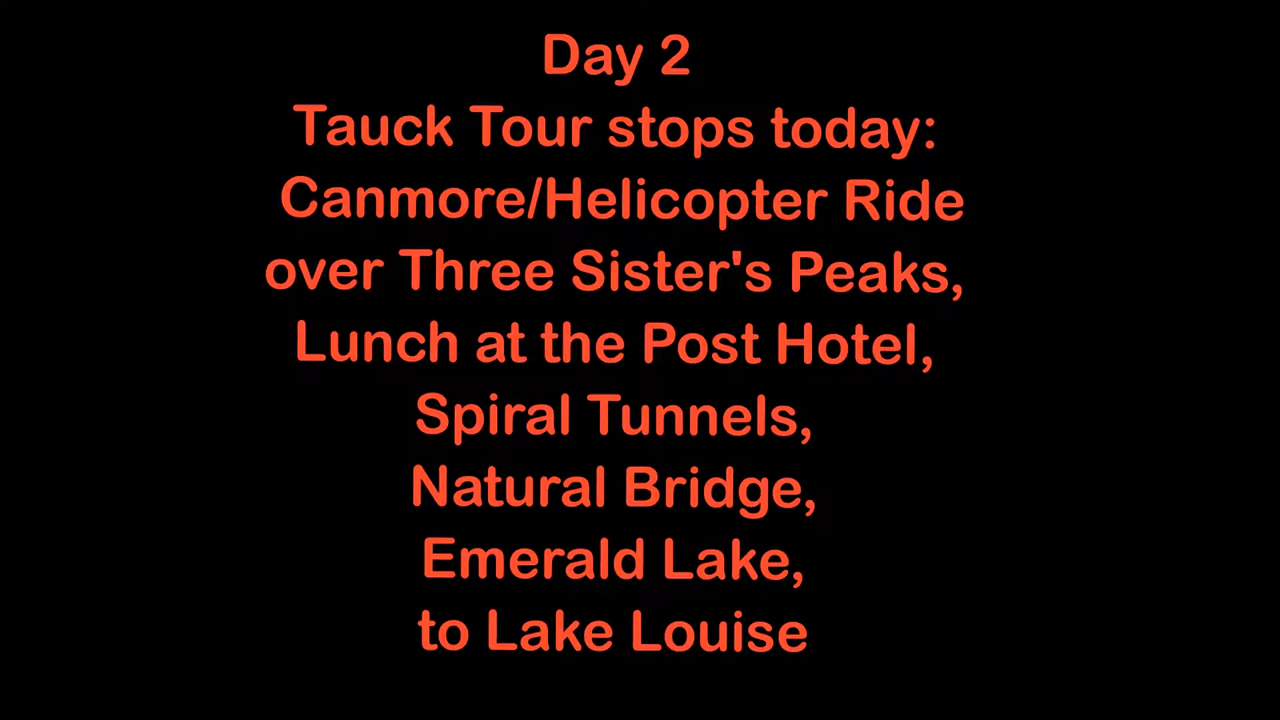 Day 2
Tauck Tour stops today:
Canmore/Helicopter Ride
over Three Sister's Peaks,
Lunch at the Post Hotel,
Spiral Tunnels,
Natural Bridge,
Emerald Lake,
to Lake Louise